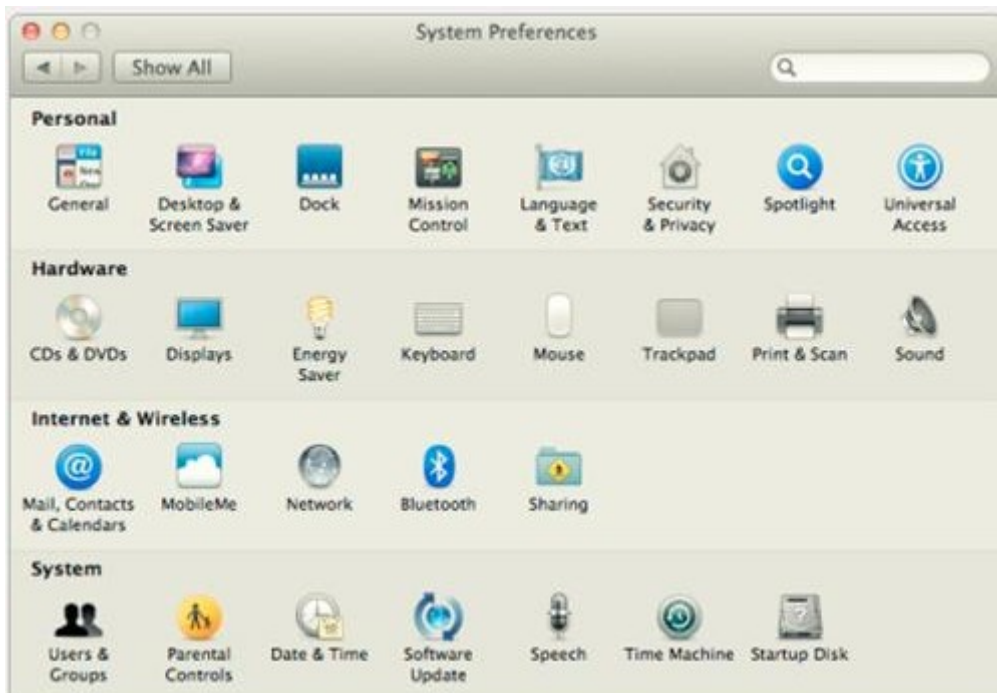 System Preferences
Show All
Personal
General
Desktop & Screen Saver
Dock
Mission Control
Language & Text
Security & Privacy
Spotlight
Universal Access
Hardware
CDs & DVDs
Displays
Energy Saver
Keyboard
Mouse
Trackpad
Print & Scan
Sound
Internet & Wireless
Mail, Contacts & Calendars
MobileMe
Network
Bluetooth
Sharing
System
Users & Groups
Parental Controls
Date & Time
Software Update
Speech
Time Machine
Startup Disk